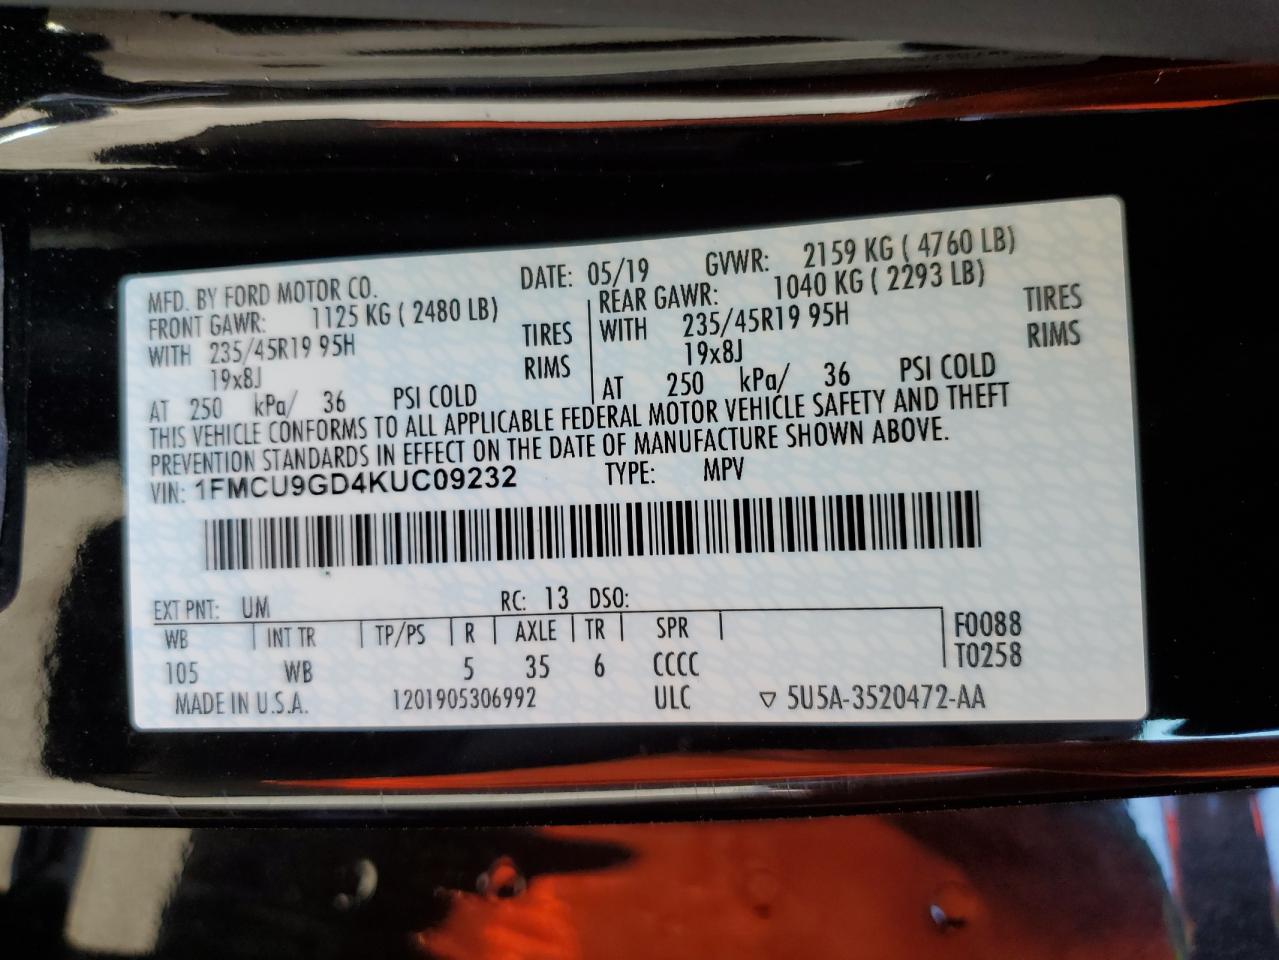 MFD. BY FORD MOTOR CO. DATE: 05/19 GVWR: 2159 KG ( 4760 LB)
FRONT GAWR: 1125 KG ( 2480 LB) REAR GAWR: 1040 KG ( 2293 LB)
WITH 235/45R19 95H TIRES WITH 235/45R19 95H TIRES
19x8J RIMS 19x8J RIMS
AT 250 kPa/ 36 PSI COLD AT 250 kPa/ 36 PSI COLD
THIS VEHICLE CONFORMS TO ALL APPLICABLE FEDERAL MOTOR VEHICLE SAFETY AND THEFT
PREVENTION STANDARDS IN EFFECT ON THE DATE OF MANUFACTURE SHOWN ABOVE.
VIN: 1FMCU9GD4KUC09232 TYPE: MPV
EXT PNT: UM RC: 13 DSO:
WB INT TR TP/PS R AXLE TR SPR F0088
105 WB 5 35 6 CCCC T0258
MADE IN U.S.A. 1201905306992 ULC ▽ 5U5A-3520472-AA